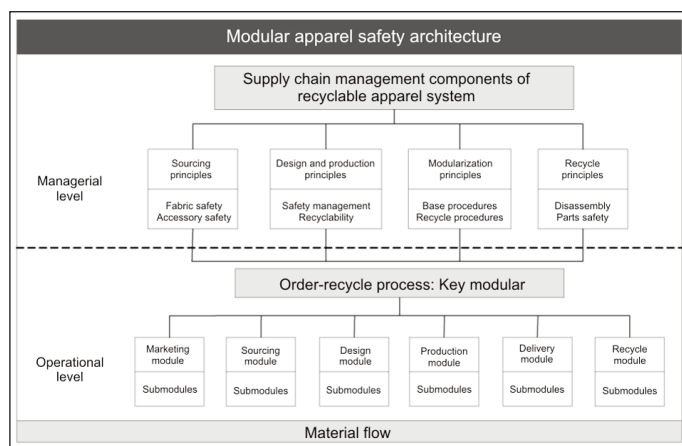 Modular apparel safety architecture
Supply chain management components of
recyclable apparel system
Managerial
level
Sourcing
principles
Fabric safety
Accessory safety
Design and production
principles
Safety management
Recyclability
Modularization
principles
Base procedures
Recycle procedures
Recycle
principles
Disassembly
Parts safety
Order-recycle process: Key modular
Operational
level
Marketing
module
Submodules
Sourcing
module
Submodules
Design
module
Submodules
Production
module
Submodules
Delivery
module
Submodules
Recycle
module
Submodules
Material flow